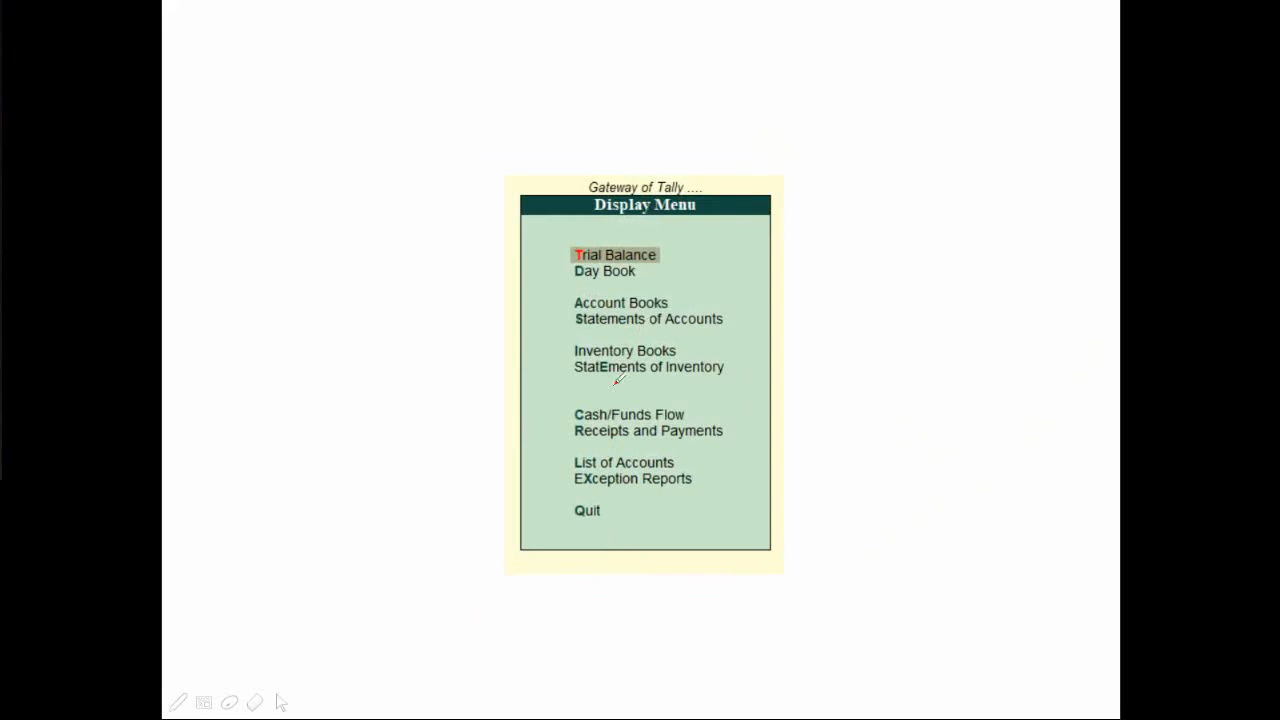 Gateway of Tally ....
Display Menu
Trial Balance
Day Book
Account Books
Statements of Accounts
Inventory Books
StatEments of Inventory
Cash/Funds Flow
Receipts and Payments
List of Accounts
EXception Reports
Quit